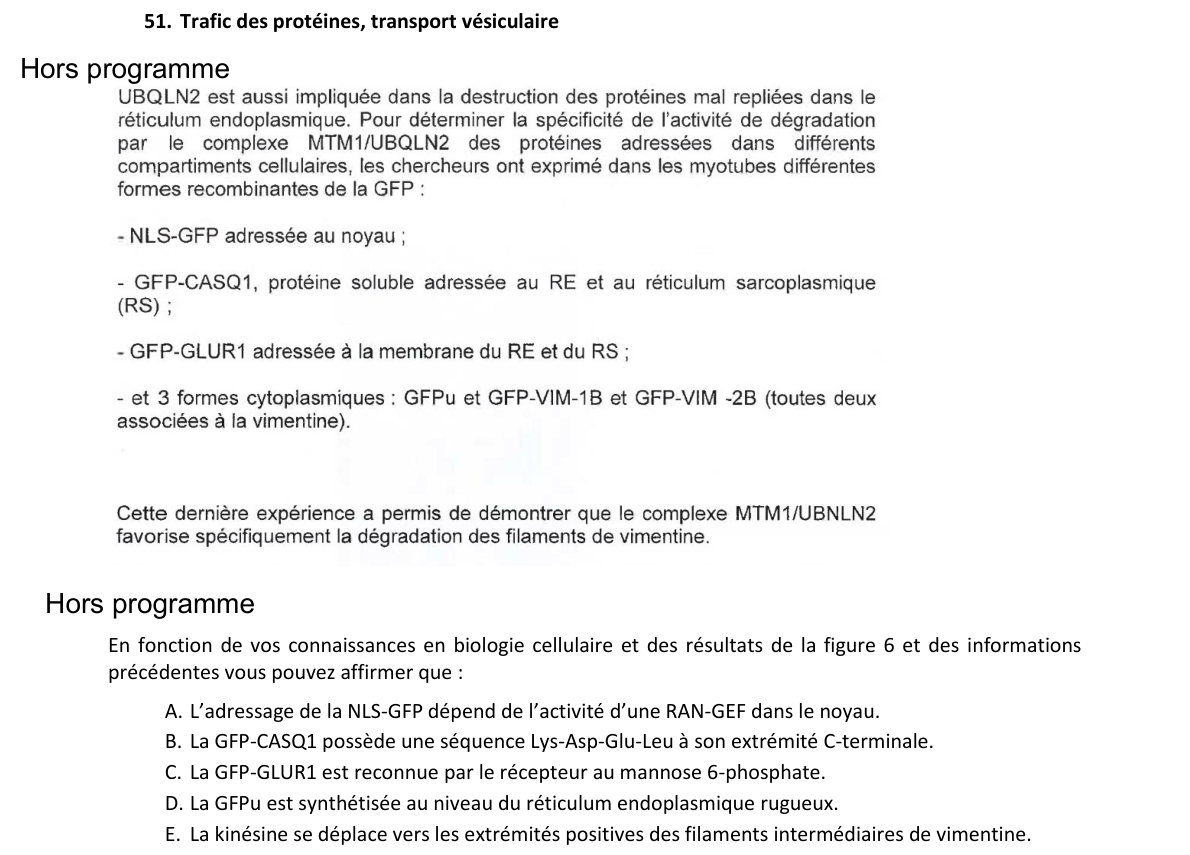 51. Trafic des protéines, transport vésiculaire
Hors programme
UBQLN2 est aussi impliquée dans la destruction des protéines mal repliées dans le
réticulum endoplasmique. Pour déterminer la spécificité de l'activité de dégradation
par le complexe MTM1/UBQLN2 des protéines adressées dans différents
compartiments cellulaires, les chercheurs ont exprimé dans les myotubes différentes
formes recombinantes de la GFP :
- NLS-GFP adressée au noyau ;
- GFP-CASQ1, protéine soluble adressée au RE et au réticulum sarcoplasmique
(RS) ;
- GFP-GLUR1 adressée à la membrane du RE et du RS ;
- et 3 formes cytoplasmiques : GFPu et GFP-VIM-1B et GFP-VIM -2B (toutes deux
associées à la vimentine).
Cette dernière expérience a permis de démontrer que le complexe MTM1/UBNLN2
favorise spécifiquement la dégradation des filaments de vimentine.
Hors programme
En fonction de vos connaissances en biologie cellulaire et des résultats de la figure 6 et des informations
précédentes vous pouvez affirmer que :
A. L'adressage de la NLS-GFP dépend de l'activité d'une RAN-GEF dans le noyau.
B. La GFP-CASQ1 possède une séquence Lys-Asp-Glu-Leu à son extrémité C-terminale.
C. La GFP-GLUR1 est reconnue par le récepteur au mannose 6-phosphate.
D. La GFPu est synthétisée au niveau du réticulum endoplasmique rugueux.
E. La kinésine se déplace vers les extrémités positives des filaments intermédiaires de vimentine.